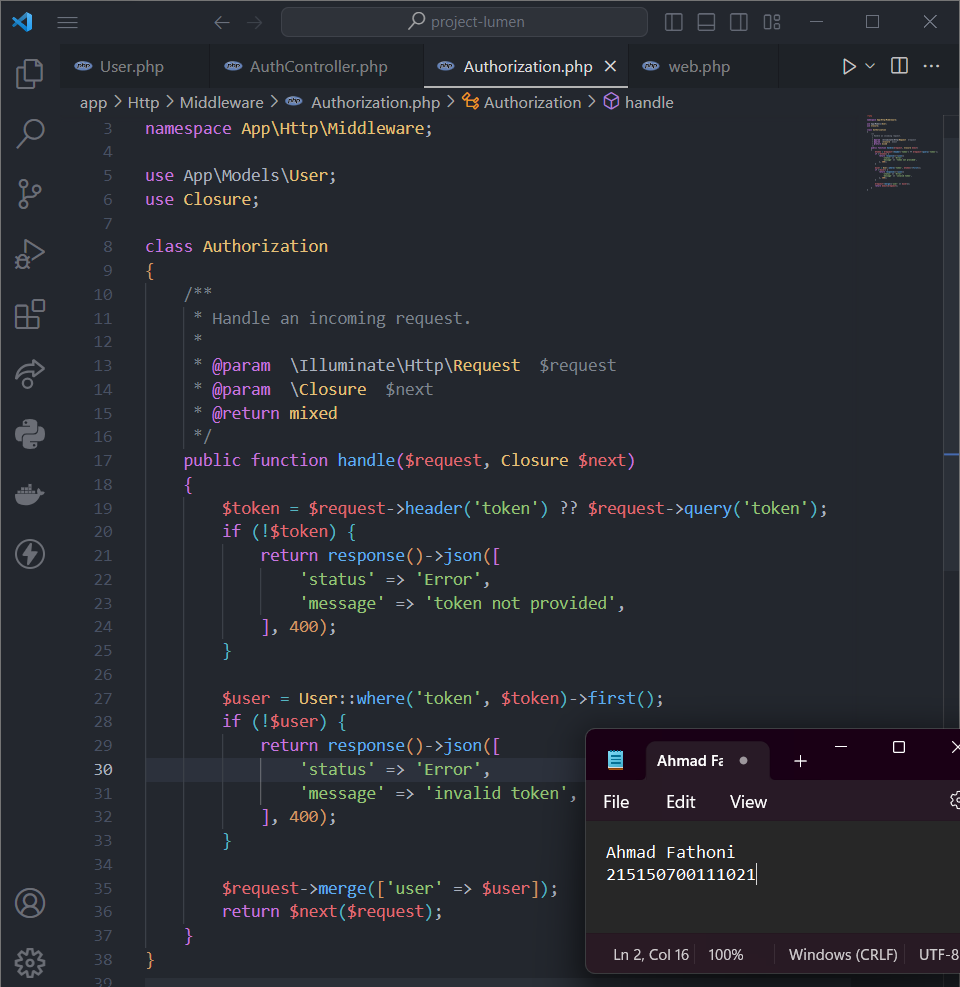 project-lumen
User.php
AuthController.php
Authorization.php
web.php
app > Http > Middleware > Authorization.php > Authorization > handle
3 namespace App\Http\Middleware;
4
5 use App\Models\User;
6 use Closure;
7
8 class Authorization
9 {
10     /**
11      * Handle an incoming request.
12      *
13      * @param  \Illuminate\Http\Request  $request
14      * @param  \Closure  $next
15      * @return mixed
16      */
17     public function handle($request, Closure $next)
18     {
19         $token = $request->header('token') ?? $request->query('token');
20         if (!$token) {
21             return response()->json([
22                 'status' => 'Error',
23                 'message' => 'token not provided',
24             ], 400);
25         }
26
27         $user = User::where('token', $token)->first();
28         if (!$user) {
29             return response()->json([
30                 'status' => 'Error',
31                 'message' => 'invalid token',
32             ], 400);
33         }
34
35         $request->merge(['user' => $user]);
36         return $next($request);
37     }
38 }
39
Ahmad Fa
File Edit View
Ahmad Fathoni
215150700111021
Ln 2, Col 16 100% Windows (CRLF) UTF-8